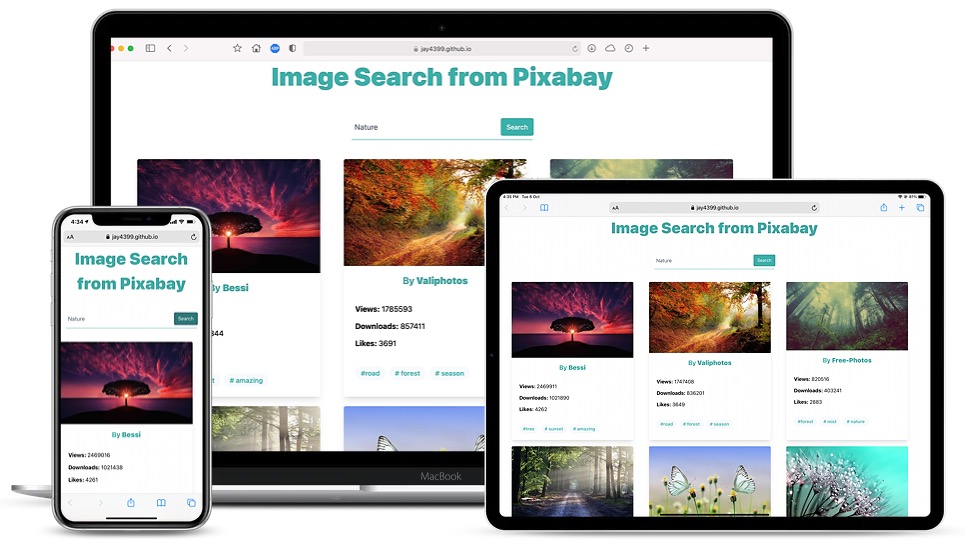 jay4399.github.io
Image Search from Pixabay
Nature
Search
By Bessi
844
# amazing
By Valiphotos
Views: 1785593
Downloads: 857411
Likes: 3691
#road # forest # season
MacBook
4:34
AA jay4399.github.io
Image Search
from Pixabay
Nature
Search
By Bessi
Views: 2469016
Downloads: 1021438
Likes: 4261
4:35 PM Tue 6 Oct
81%
AA jay4399.github.io
Image Search from Pixabay
Nature
Search
By Bessi
Views: 2469911
Downloads: 1021890
Likes: 4262
#tree # sunset # amazing
By Valiphotos
Views: 1747408
Downloads: 836201
Likes: 3649
#road # forest # season
By Free-Photos
Views: 820516
Downloads: 403241
Likes: 2683
#forest # mist # nature